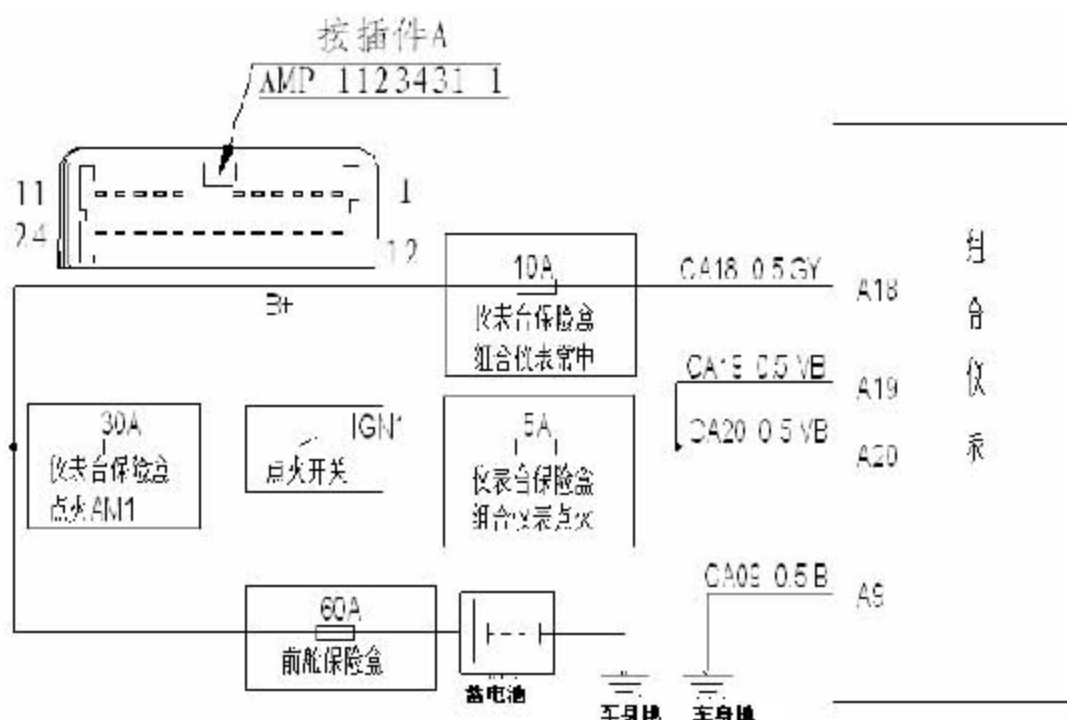 按插件A
AMP 1123431 1
11
1
24
12
B+
10A
仪表台保险盒
组合仪表常电
CA18 0.5 GY
A18
CA19 0.5 VB
A19
CA20 0.5 VB
A20
组合仪表
30A
仪表台保险盒
点火AM1
IGN1
点火开关
5A
仪表台保险盒
组合仪表点火
CA09 0.5 B
A9
60A
前舱保险盒
蓄电池
车身地
车身地